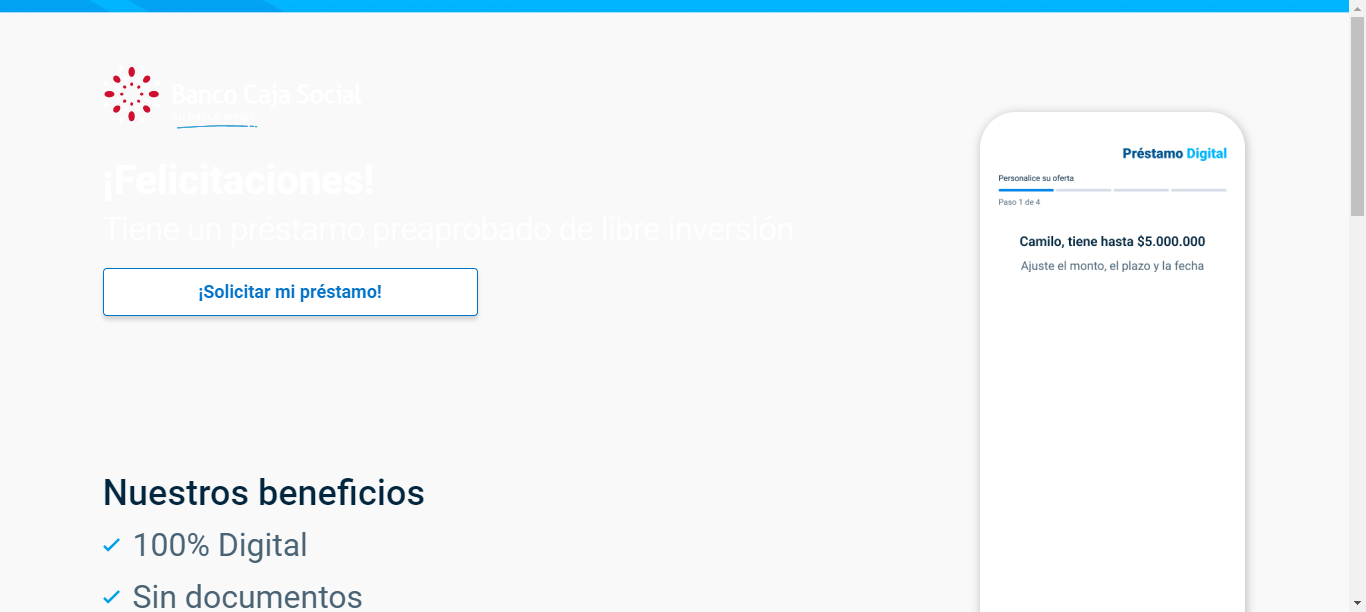 Banco Caja Social
¡Felicitaciones!
Tiene un préstamo preaprobado de libre inversión
¡Solicitar mi préstamo!
Nuestros beneficios
100% Digital
Sin documentos
Préstamo Digital
Personalice su oferta
Paso 1 de 4
Camilo, tiene hasta $5.000.000
Ajuste el monto, el plazo y la fecha